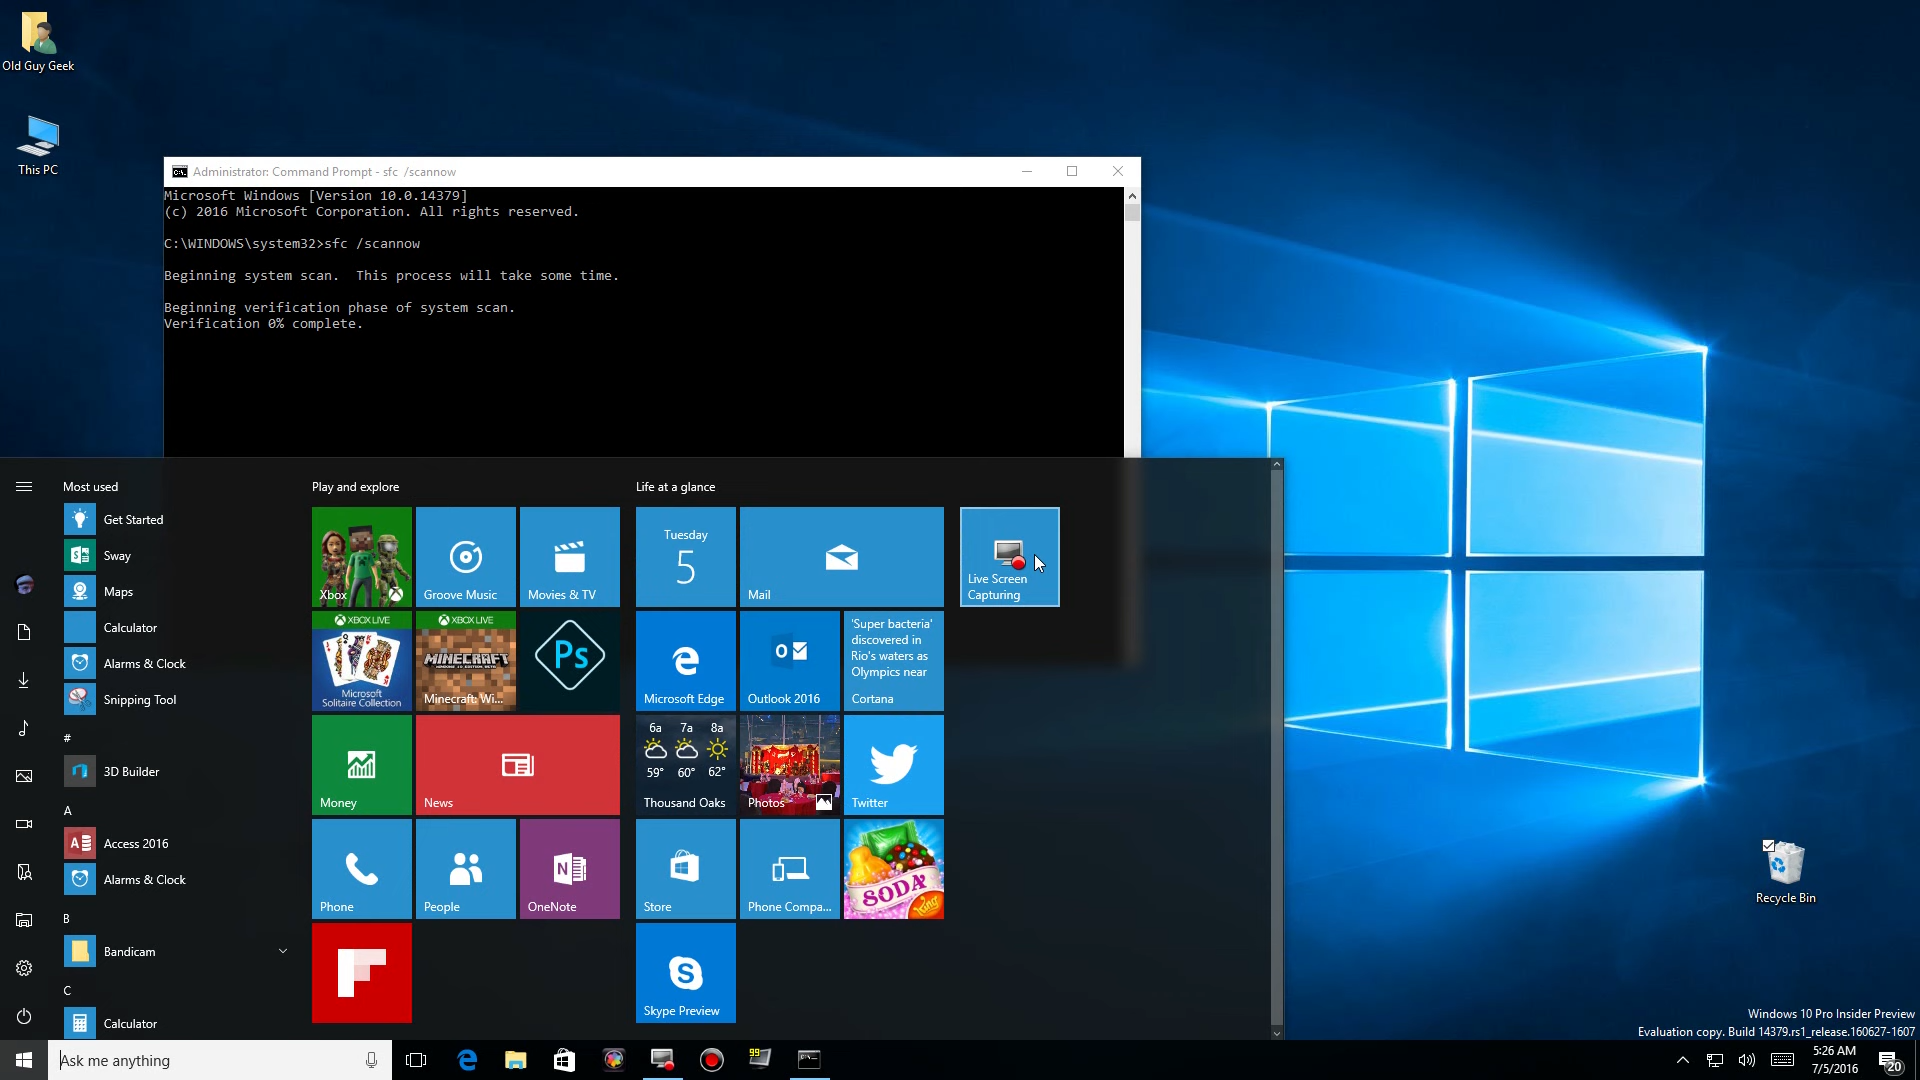 Old Guy Geek
This PC
Administrator: Command Prompt - sfc  /scannow
Microsoft Windows [Version 10.0.14379]
(c) 2016 Microsoft Corporation. All rights reserved.
C:\WINDOWS\system32>sfc /scannow
Beginning system scan.  This process will take some time.
Beginning verification phase of system scan.
Verification 0% complete.
Most used
Get Started
Sway
Maps
Calculator
Alarms & Clock
Snipping Tool
#
3D Builder
A
Access 2016
Alarms & Clock
B
Bandicam
C
Calculator
Play and explore
Xbox
Groove Music
Movies & TV
XBOX LIVE
Microsoft
Solitaire Collection
XBOX LIVE
MINECRAFT
Minecraft: Wi...
Ps
Money
News
Phone
People
OneNote
Life at a glance
Tuesday
5
Mail
Microsoft Edge
Outlook 2016
'Super bacteria'
discovered in
Rio's waters as
Olympics near
Cortana
6a 7a 8a
59° 60° 62°
Thousand Oaks
Photos
Twitter
Store
Phone Compa...
SODA
King
Skype Preview
Live Screen
Capturing
Recycle Bin
Windows 10 Pro Insider Preview
Evaluation copy. Build 14379.rs1_release.160627-1607
Ask me anything
99
5:26 AM
7/5/2016
20